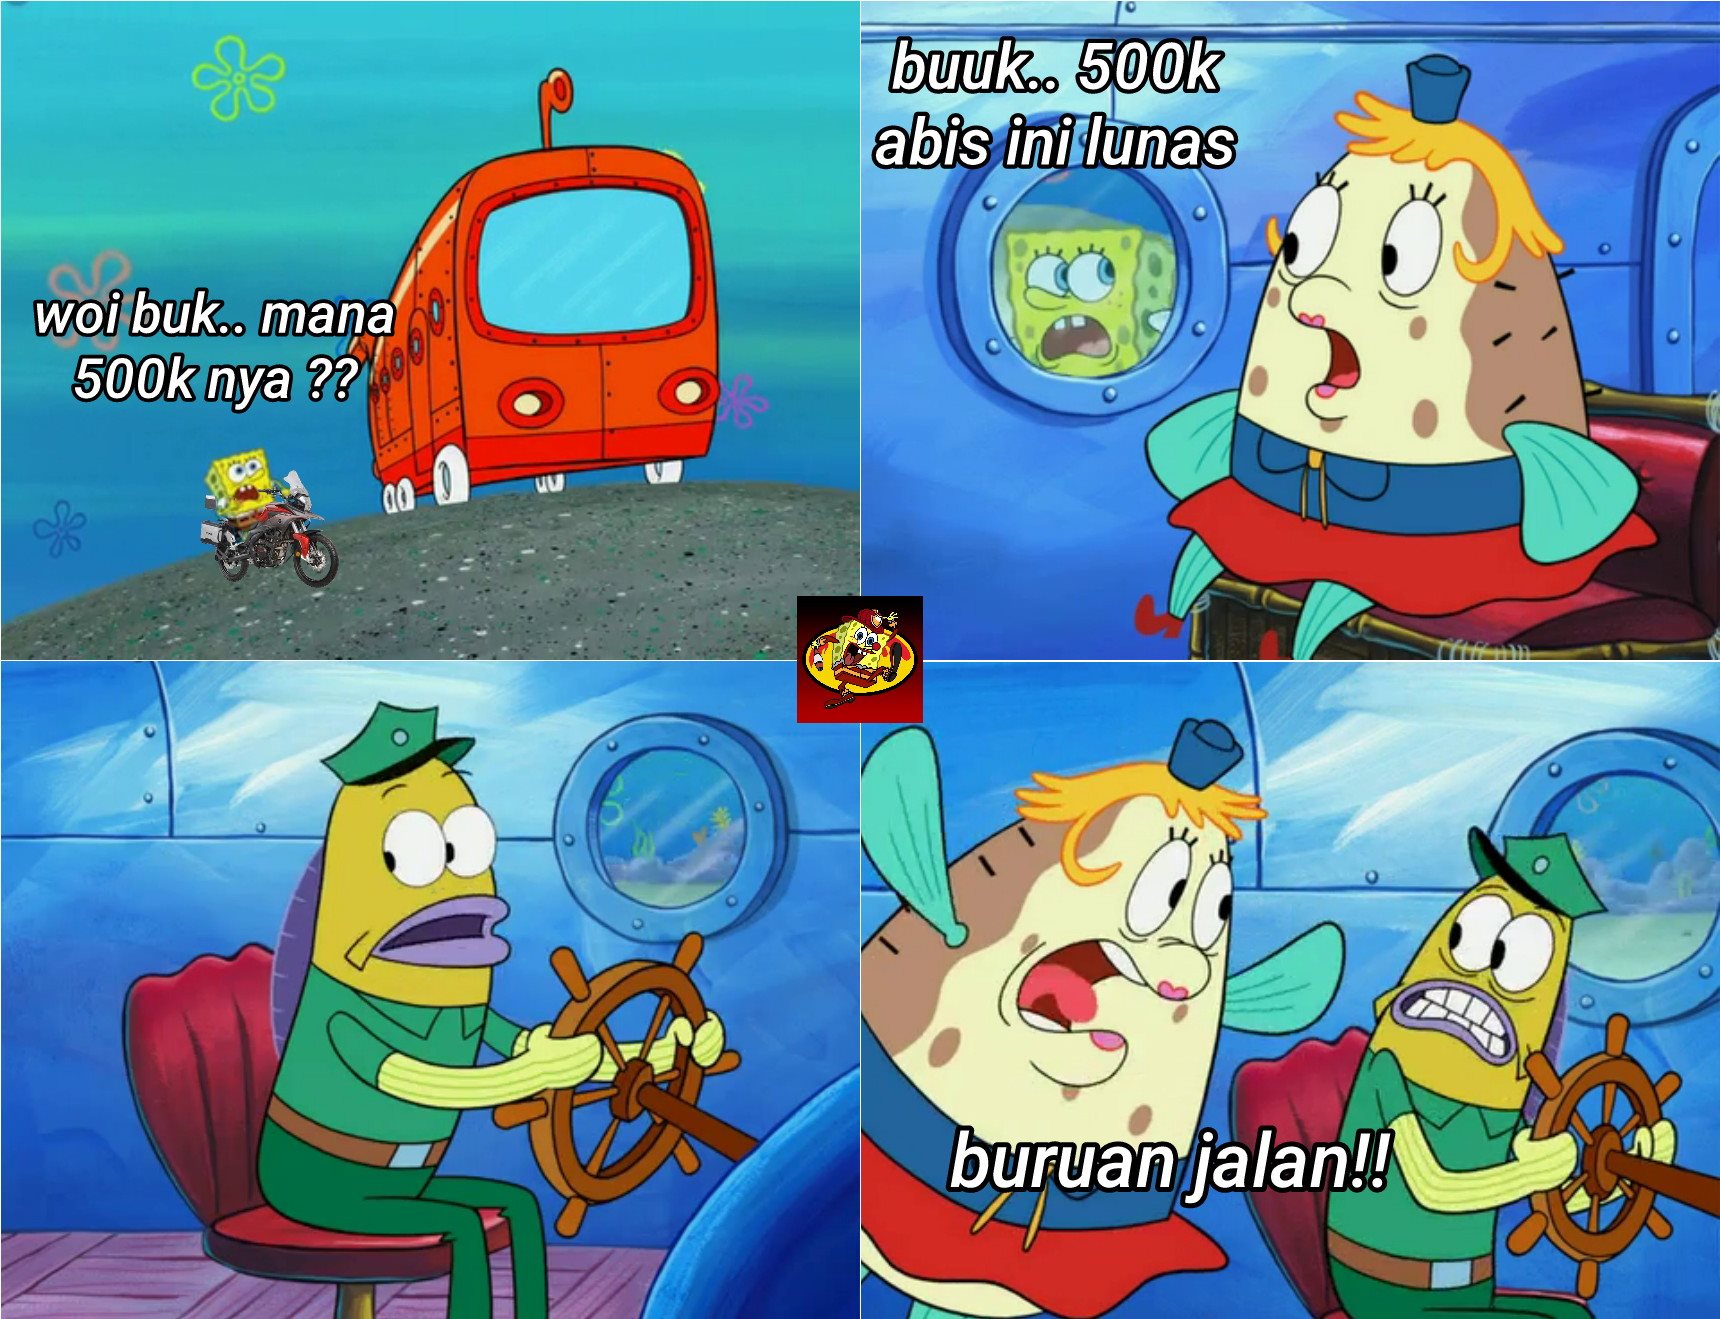 woi buk.. mana
500k nya ??
buuk.. 500k
abis ini lunas
buruan jalan!!